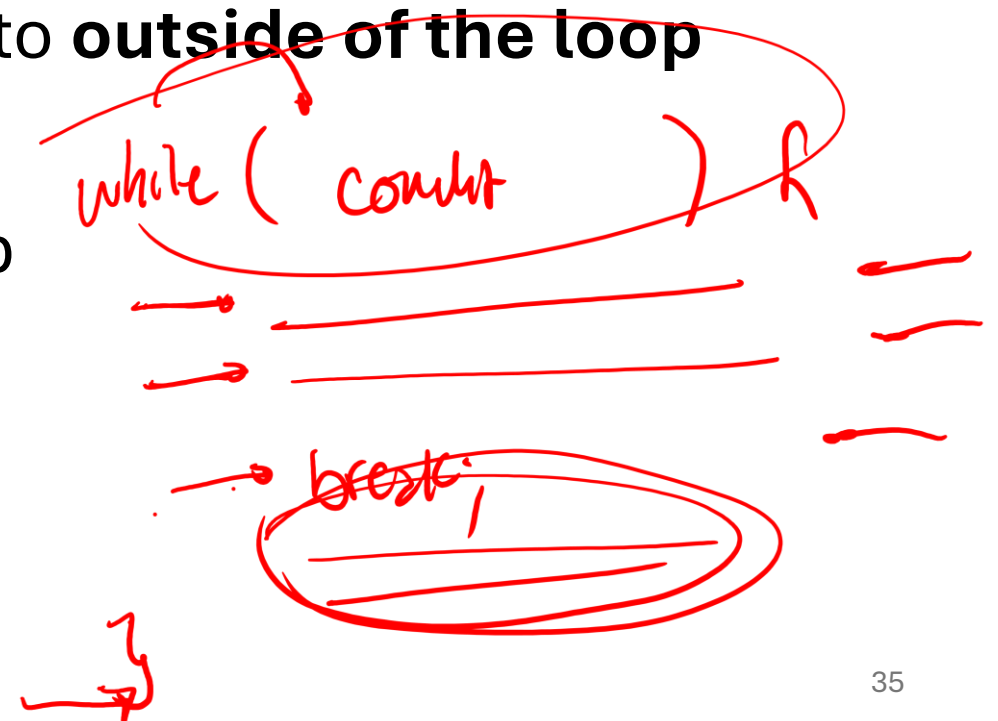 to outside of the loop
while ( condit ) {
break;
}
35